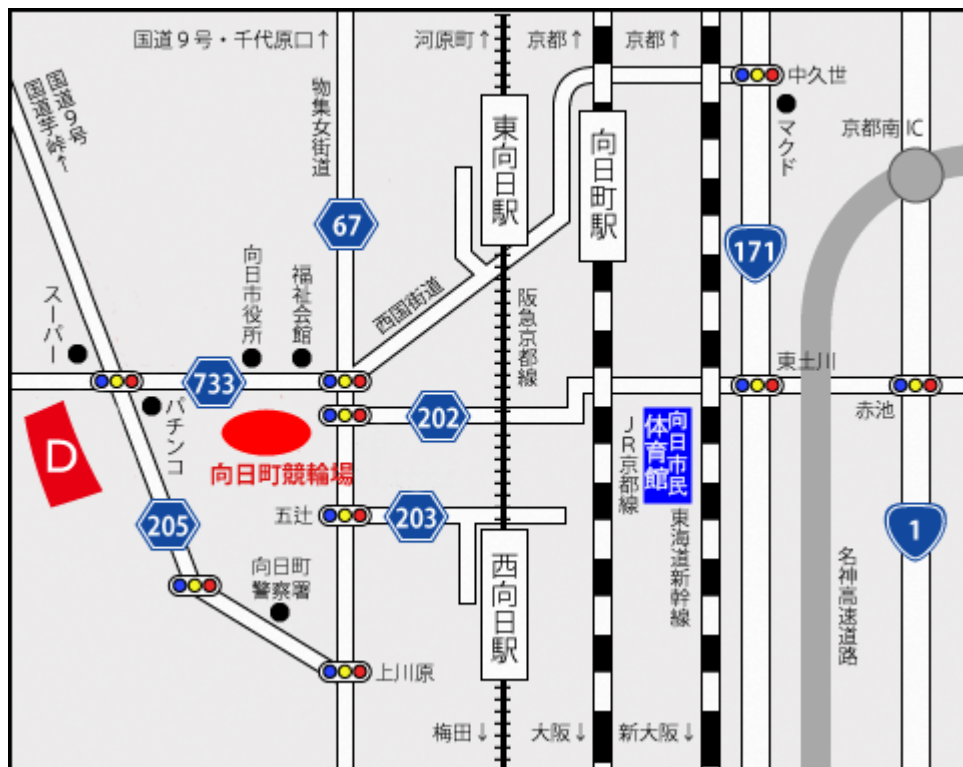 国道9号・千代原口↑
河原町↑
京都↑
京都↑
国道9号
国道芋峠↑
物集女街道
東向日駅
向日町駅
中久世
マクド
京都南IC
67
171
向日市役所
福祉会館
西国街道
阪急京都線
スーパー
733
東土川
赤池
パチンコ
202
D
向日町競輪場
JR京都線
向日市民
体育館
東海道新幹線
205
五辻
203
1
向日町
警察署
西向日駅
名神高速道路
上川原
梅田↓
大阪↓
新大阪↓